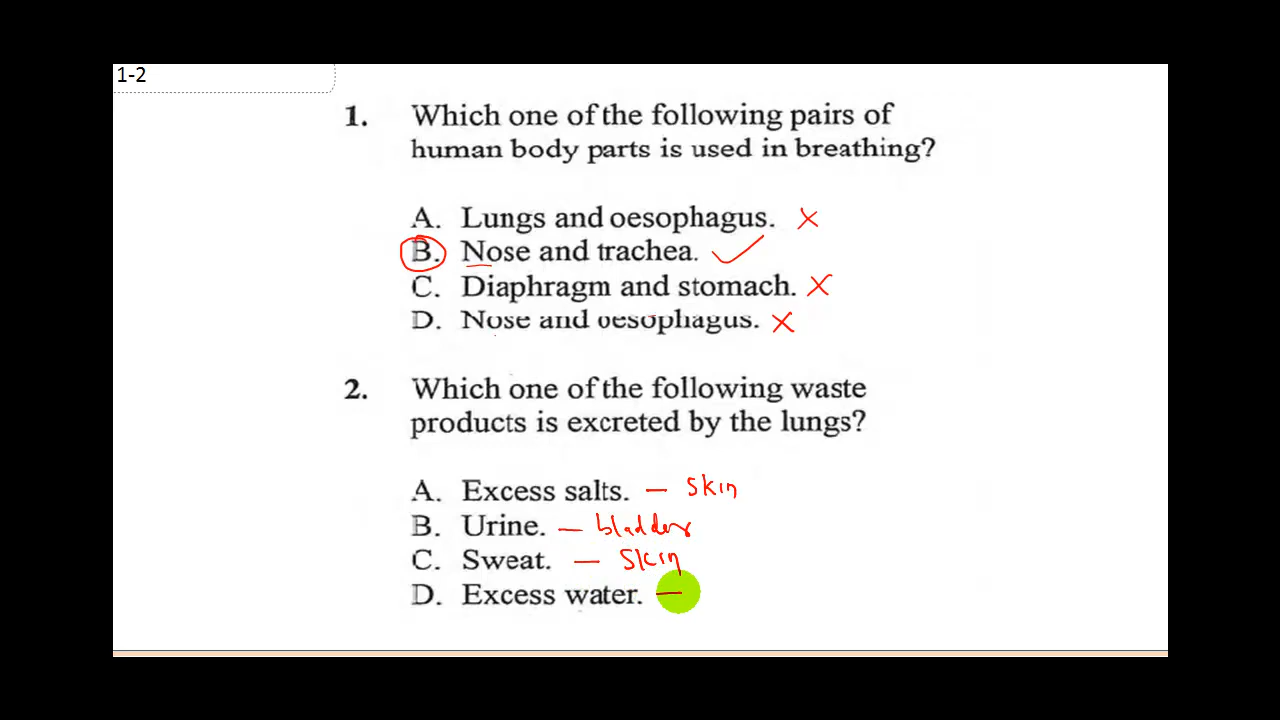 1-2
1. Which one of the following pairs of
human body parts is used in breathing?
A. Lungs and oesophagus. ✗
B. Nose and trachea. ✓
C. Diaphragm and stomach. ✗
D. Nose and oesophagus. ✗
2. Which one of the following waste
products is excreted by the lungs?
A. Excess salts. — skin
B. Urine. — bladder
C. Sweat. — skin
D. Excess water. —